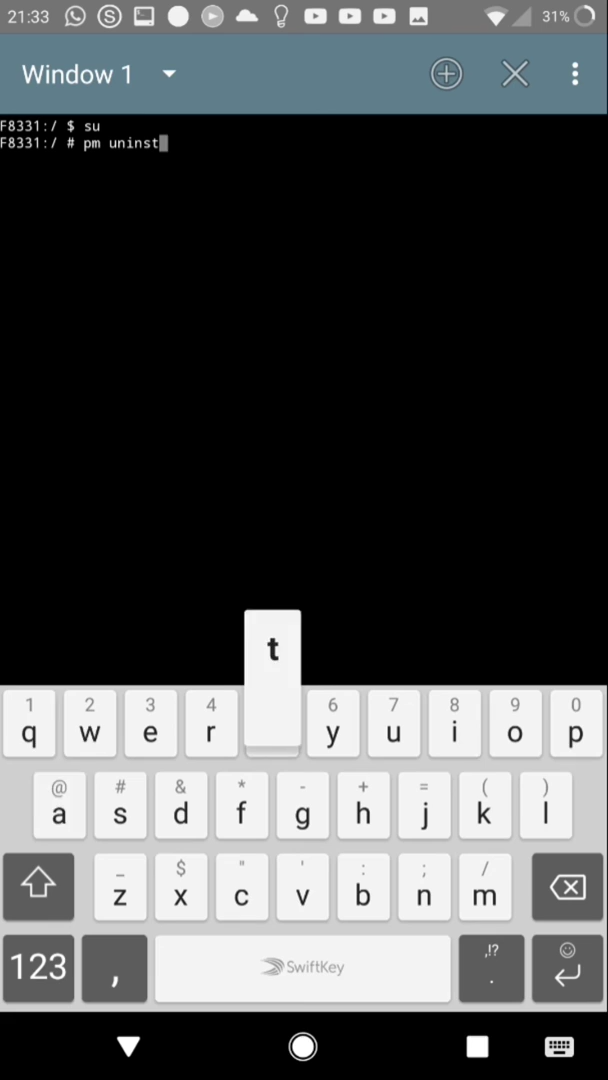 21:33 31%
Window 1
F8331:/ $ su
F8331:/ # pm uninst
t
1 2 3 4 6 7 8 9 0
q w e r y u i o p
@ # & * - + = ( )
a s d f g h j k l
_ $ " ' : ; /
z x c v b n m
123 , SwiftKey ,!? .